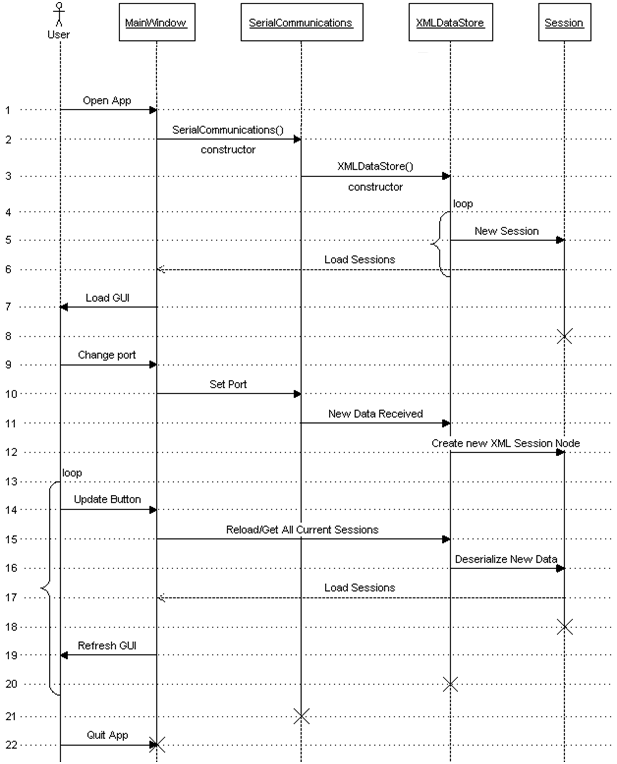 User
MainWindow
SerialCommunications
XMLDataStore
Session
1
Open App
2
SerialCommunications()
constructor
3
XMLDataStore()
constructor
4
loop
5
New Session
6
Load Sessions
7
Load GUI
8
9
Change port
10
Set Port
11
New Data Received
12
Create new XML Session Node
13
loop
14
Update Button
15
Reload/Get All Current Sessions
16
Deserialize New Data
17
Load Sessions
18
19
Refresh GUI
20
21
22
Quit App